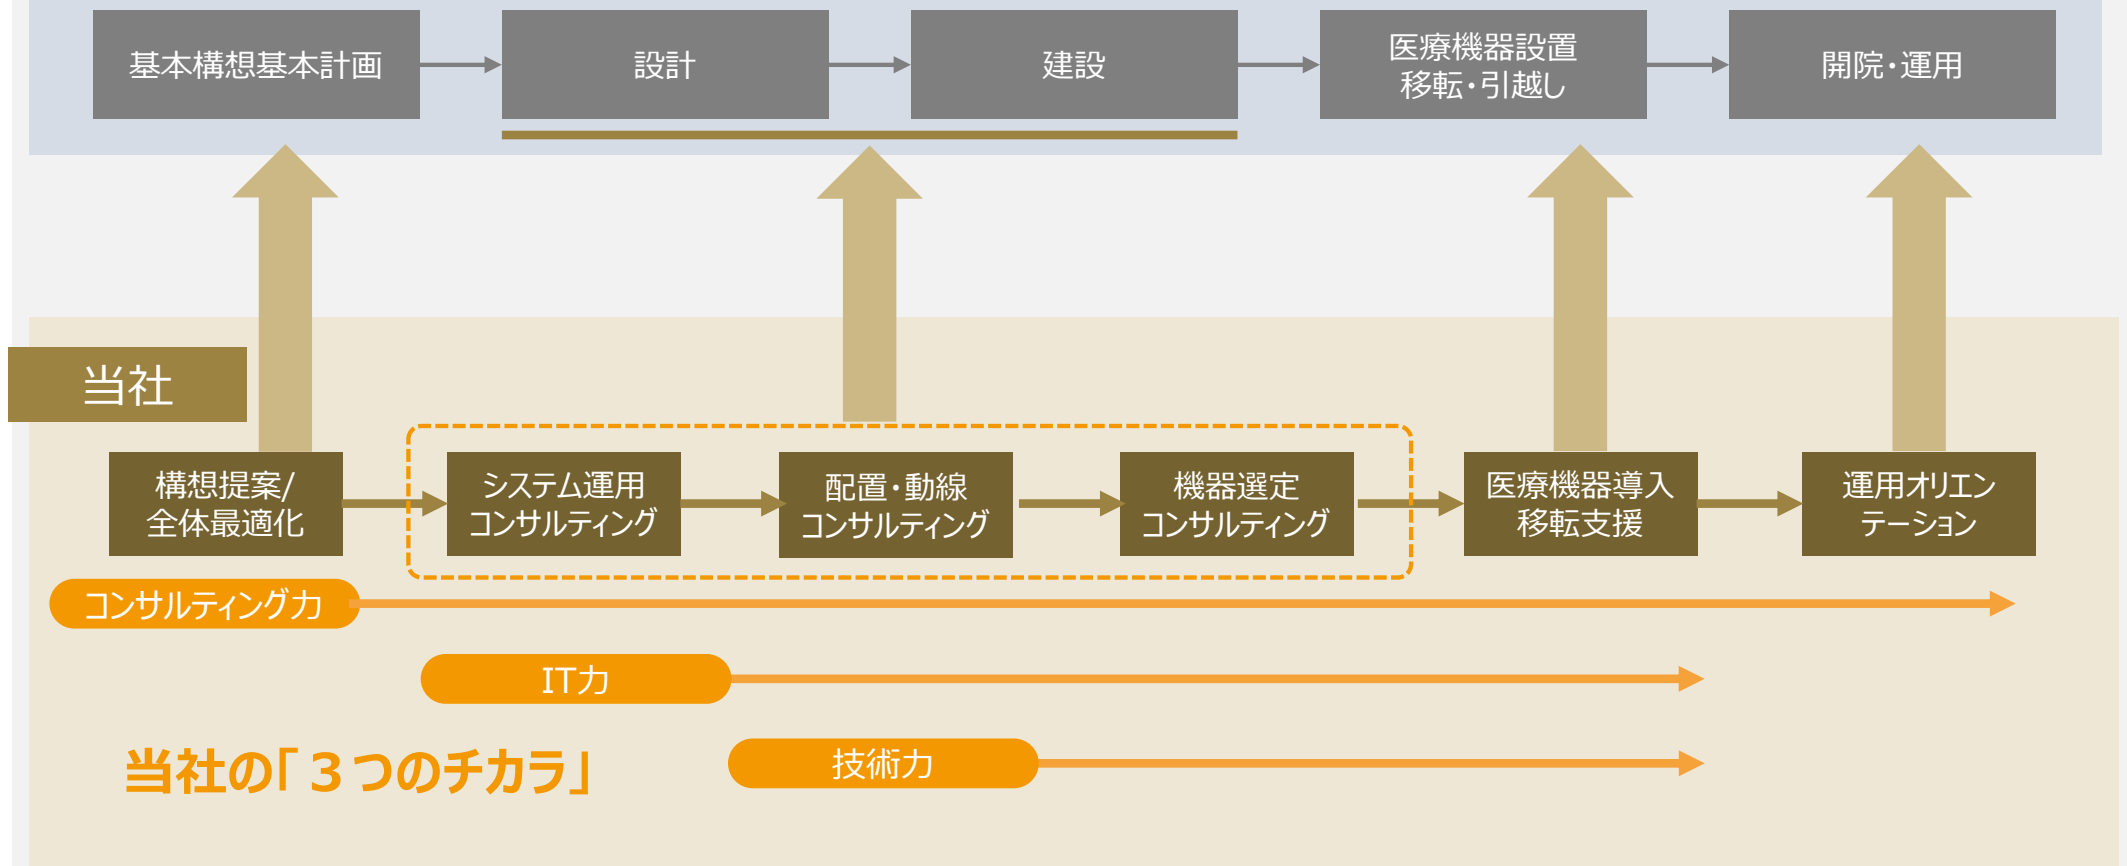 基本構想基本計画
設計
建設
医療機器設置
移転・引越し
開院・運用
当社
構想提案/
全体最適化
システム運用
コンサルティング
配置・動線
コンサルティング
機器選定
コンサルティング
医療機器導入
移転支援
運用オリエン
テーション
コンサルティング力
IT力
技術力
当社の「３つのチカラ」